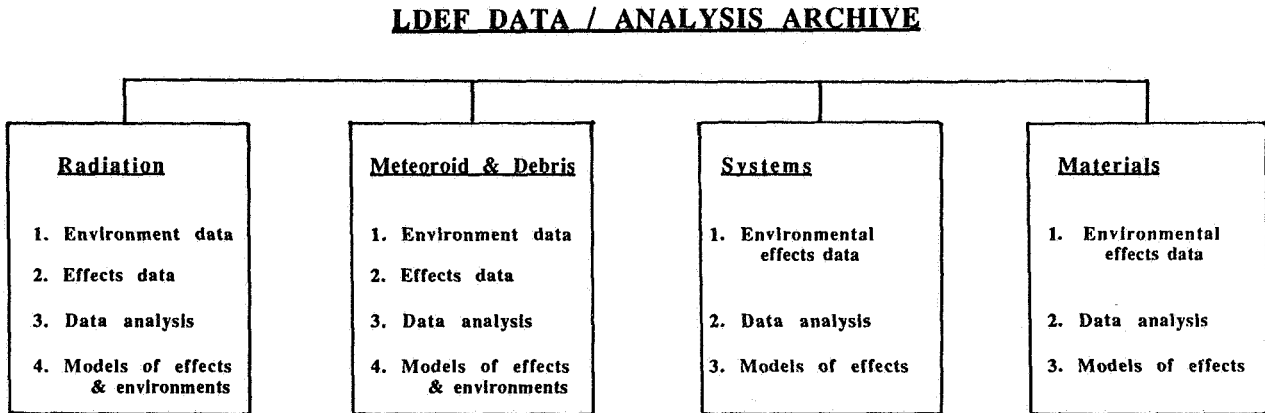 LDEF DATA / ANALYSIS ARCHIVE
Radiation
1. Environment data
2. Effects data
3. Data analysis
4. Models of effects
& environments
Meteoroid & Debris
1. Environment data
2. Effects data
3. Data analysis
4. Models of effects
& environments
Systems
1. Environmental
effects data
2. Data analysis
3. Models of effects
Materials
1. Environmental
effects data
2. Data analysis
3. Models of effects